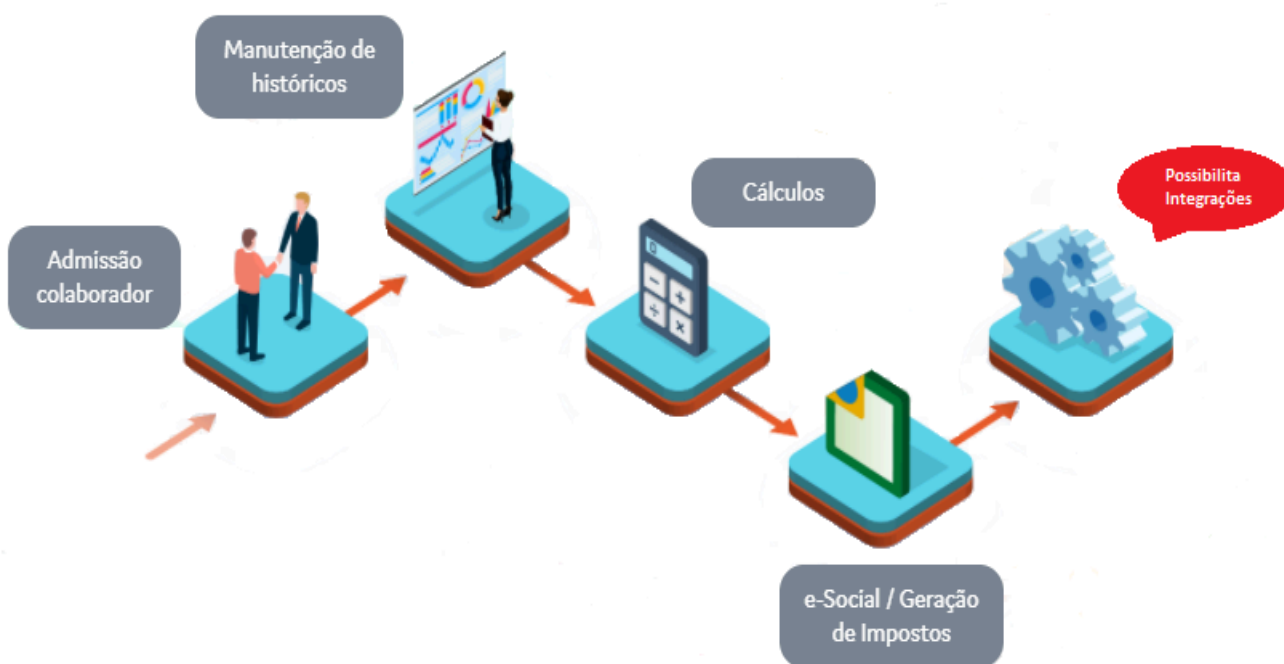 Manutenção de
históricos
Admissão
colaborador
Cálculos
Possibilita
Integrações
e-Social / Geração
de Impostos